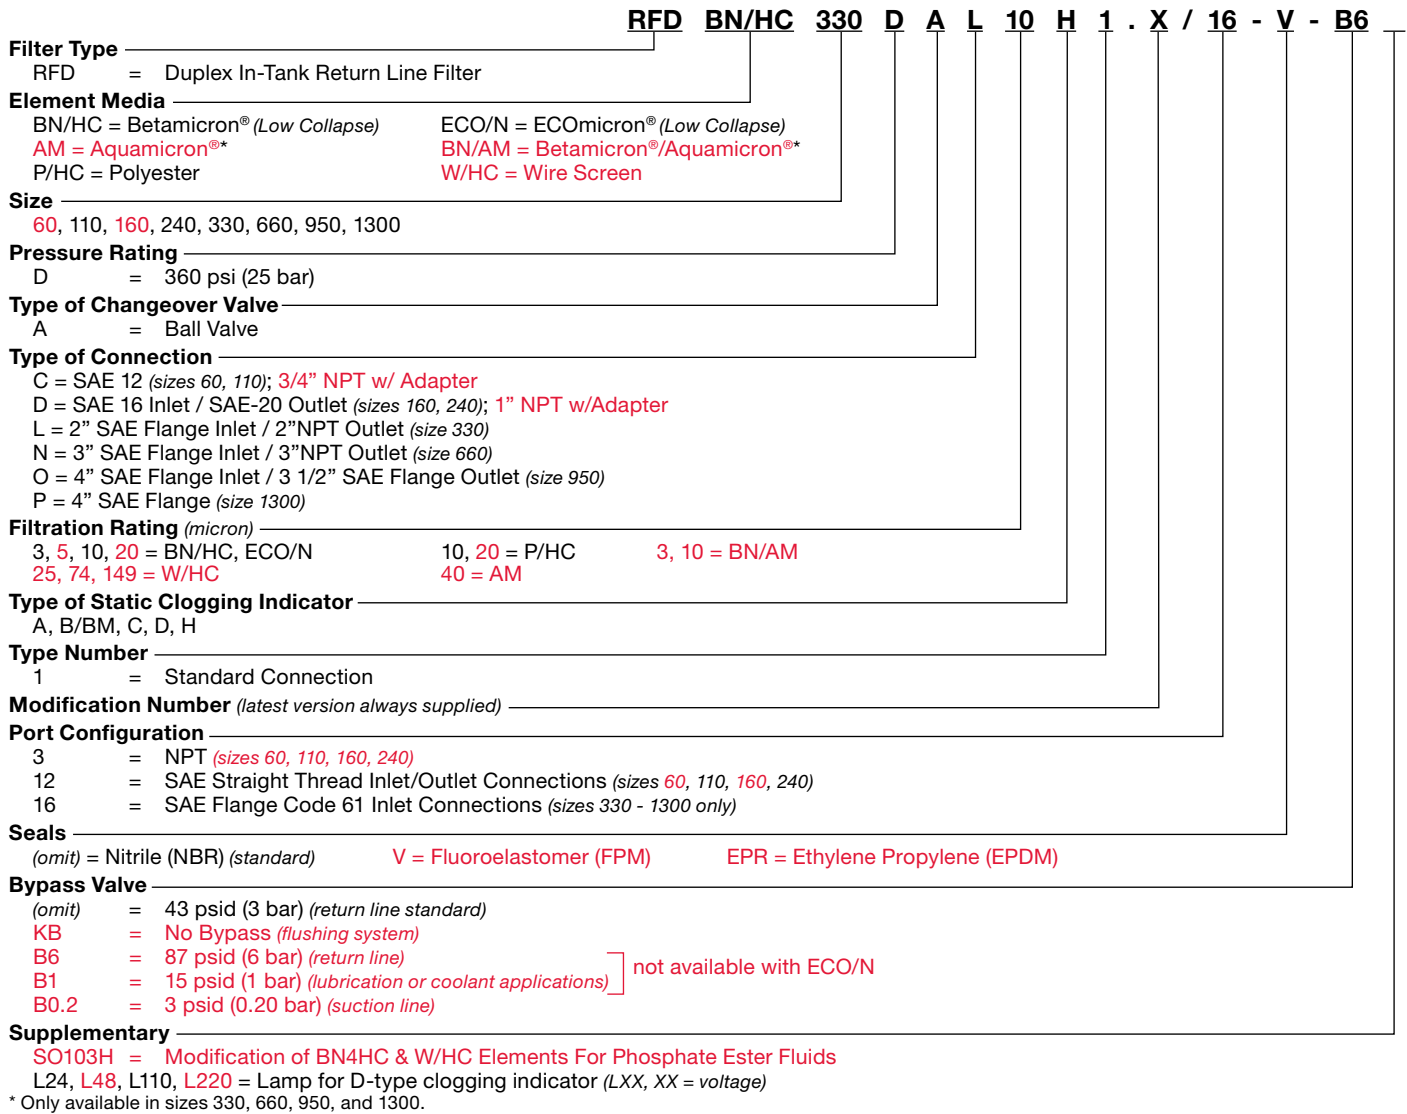 RFD BN/HC 330 D A L 10 H 1 . X / 16 - V - B6
Filter Type
RFD = Duplex In-Tank Return Line Filter
Element Media
BN/HC = Betamicron® (Low Collapse) ECO/N = ECOmicron® (Low Collapse)
AM = Aquamicron®* BN/AM = Betamicron®/Aquamicron®*
P/HC = Polyester W/HC = Wire Screen
Size
60, 110, 160, 240, 330, 660, 950, 1300
Pressure Rating
D = 360 psi (25 bar)
Type of Changeover Valve
A = Ball Valve
Type of Connection
C = SAE 12 (sizes 60, 110); 3/4” NPT w/ Adapter
D = SAE 16 Inlet / SAE-20 Outlet (sizes 160, 240); 1” NPT w/Adapter
L = 2” SAE Flange Inlet / 2”NPT Outlet (size 330)
N = 3” SAE Flange Inlet / 3”NPT Outlet (size 660)
O = 4” SAE Flange Inlet / 3 1/2” SAE Flange Outlet (size 950)
P = 4” SAE Flange (size 1300)
Filtration Rating (micron)
3, 5, 10, 20 = BN/HC, ECO/N 10, 20 = P/HC 3, 10 = BN/AM
25, 74, 149 = W/HC 40 = AM
Type of Static Clogging Indicator
A, B/BM, C, D, H
Type Number
1 = Standard Connection
Modification Number (latest version always supplied)
Port Configuration
3 = NPT (sizes 60, 110, 160, 240)
12 = SAE Straight Thread Inlet/Outlet Connections (sizes 60, 110, 160, 240)
16 = SAE Flange Code 61 Inlet Connections (sizes 330 - 1300 only)
Seals
(omit) = Nitrile (NBR) (standard) V = Fluoroelastomer (FPM) EPR = Ethylene Propylene (EPDM)
Bypass Valve
(omit) = 43 psid (3 bar) (return line standard)
KB = No Bypass (flushing system)
B6 = 87 psid (6 bar) (return line)
not available with ECO/N
B1 = 15 psid (1 bar) (lubrication or coolant applications)
B0.2 = 3 psid (0.20 bar) (suction line)
Supplementary
SO103H = Modification of BN4HC & W/HC Elements For Phosphate Ester Fluids
L24, L48, L110, L220 = Lamp for D-type clogging indicator (LXX, XX = voltage)
* Only available in sizes 330, 660, 950, and 1300.